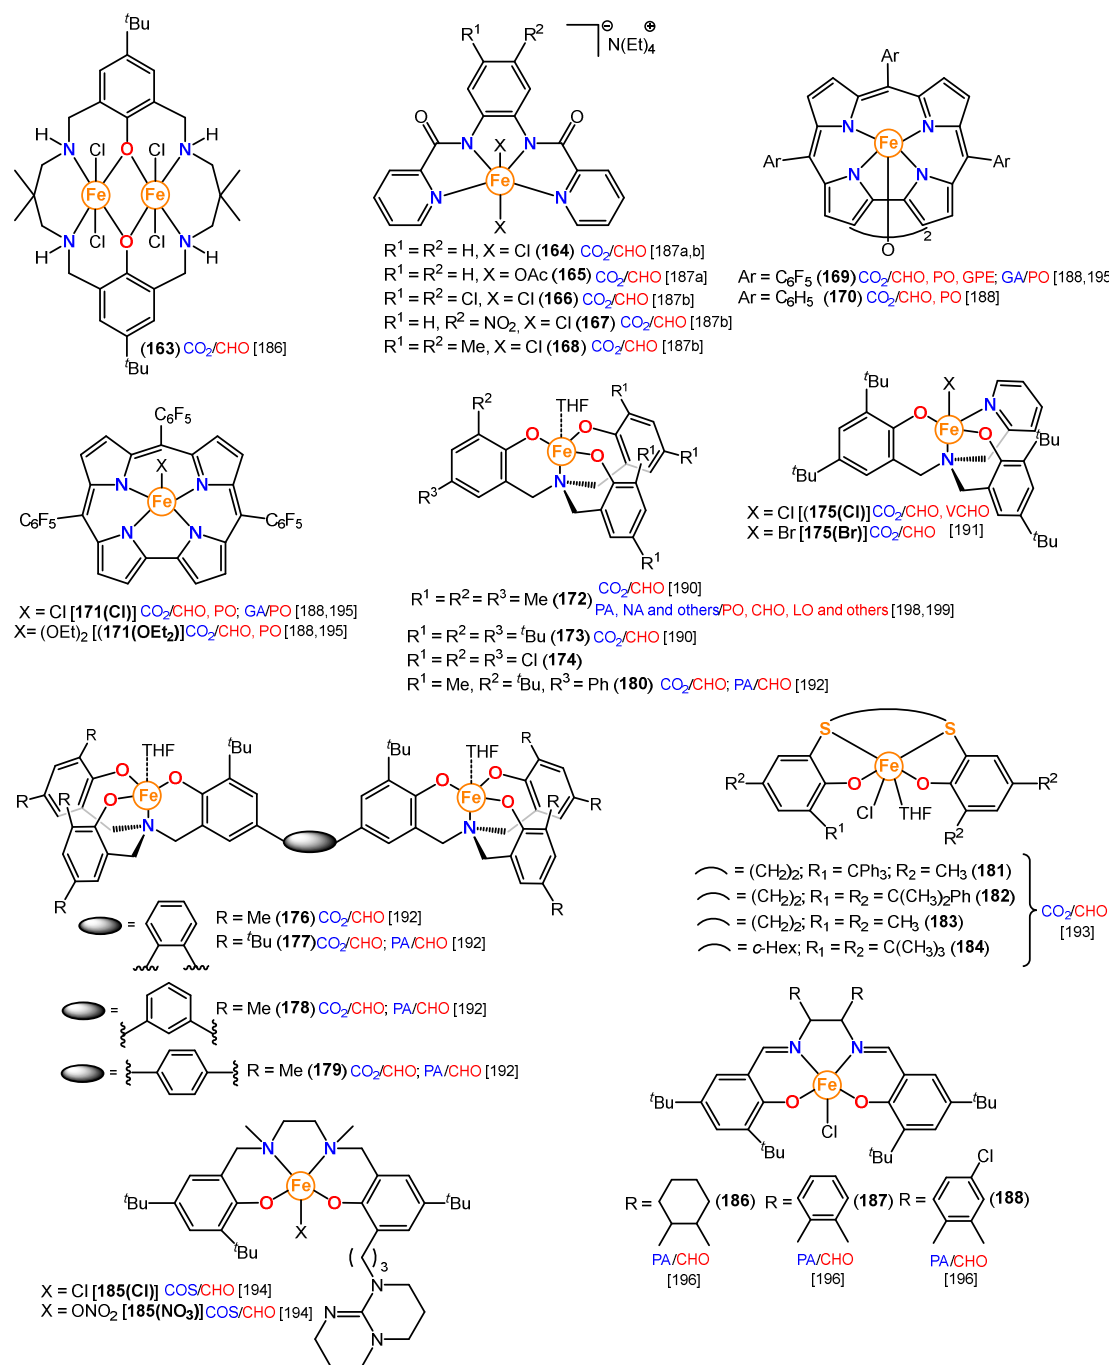 tBu
R1 R2
⊖ ⊕
N(Et)4
Ar
H N Cl O Cl N H
O N X N O
N N
Fe
Fe Fe
N Fe N
Ar Ar
N N
H N Cl O Cl N H
X
2
O
tBu
(163) CO2/CHO [186]
R1 = R2 = H, X = Cl (164) CO2/CHO [187a,b]
R1 = R2 = H, X = OAc (165) CO2/CHO [187a]
R1 = R2 = Cl, X = Cl (166) CO2/CHO [187b]
R1 = H, R2 = NO2, X = Cl (167) CO2/CHO [187b]
R1 = R2 = Me, X = Cl (168) CO2/CHO [187b]
Ar = C6F5 (169) CO2/CHO, PO, GPE; GA/PO [188,195
Ar = C6H5 (170) CO2/CHO, PO [188]
C6F5
X
N N
Fe
C6F5 C6F5
N N
X = Cl [171(Cl)] CO2/CHO, PO; GA/PO [188,195]
X= (OEt)2 [(171(OEt2)]CO2/CHO, PO [188,195]
R2 THF R1
O Fe O
O R1 R1
N
R3
R1
R1 = R2 = R3 = Me (172) CO2/CHO [190]
PA, NA and others/PO, CHO, LO and others [198, 199]
R1 = R2 = R3 = tBu (173) CO2/CHO [190]
R1 = R2 = R3 = Cl (174)
R1 = Me, R2 = tBu, R3 = Ph (180) CO2/CHO; PA/CHO [192]
tBu X
O N
Fe O
tBu
tBu N
tBu
X = Cl [(175(Cl)] CO2/CHO, VCHO
X = Br [175(Br)] CO2/CHO [191]
R THF tBu
O Fe O
R R O
N
R
tBu THF R
O Fe O
O R R
N
R
R = Me (176) CO2/CHO [192]
=
R = tBu (177) CO2/CHO; PA/CHO [192]
= R = Me (178) CO2/CHO; PA/CHO [192]
= R = Me (179) CO2/CHO; PA/CHO [192]
S S
Fe
R2 O O R2
Cl THF
R1 R2
= (CH2)2; R1 = CPh3; R2 = CH3 (181)
= (CH2)2; R1 = R2 = C(CH3)2Ph (182)
= (CH2)2; R1 = R2 = CH3 (183)
= c-Hex; R1 = R2 = C(CH3)3 (184)
CO2/CHO
[193]
N N
Fe
tBu O O tBu
X
tBu
3
N
N
N
X = Cl [185(Cl)] COS/CHO [194]
X = ONO2 [185(NO3)] COS/CHO [194]
R R
N N
Fe
tBu O O tBu
Cl
tBu tBu
R = (186)
PA/CHO
[196]
R = (187)
PA/CHO
[196]
Cl
R = (188)
PA/CHO
[196]